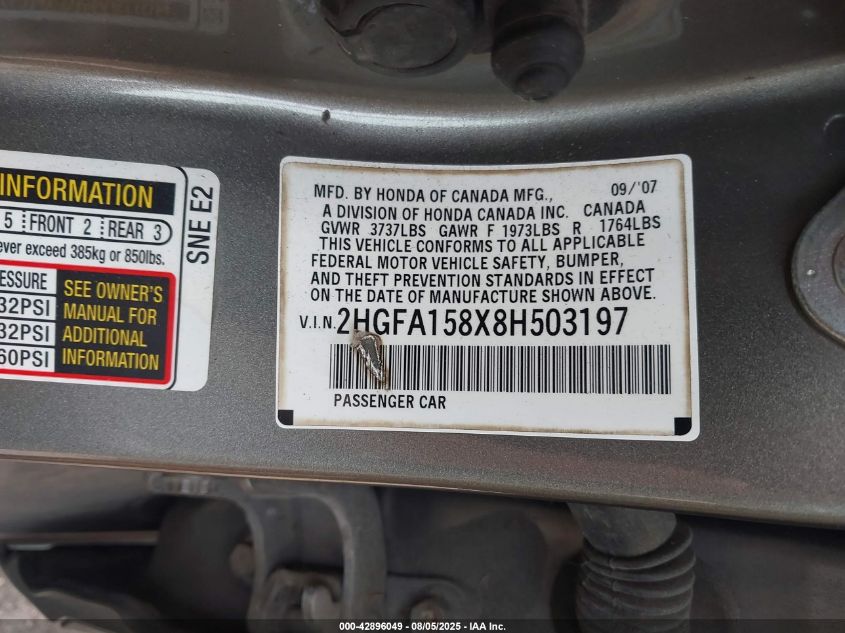 INFORMATION
5 FRONT 2 REAR 3
ever exceed 385kg or 850lbs.
ESSURE
32PSI
32PSI
60PSI
SEE OWNER'S
MANUAL FOR
ADDITIONAL
INFORMATION
SNE E2
MFD. BY HONDA OF CANADA MFG., 09/'07
A DIVISION OF HONDA CANADA INC. CANADA
GVWR 3737LBS GAWR F 1973LBS R 1764LBS
THIS VEHICLE CONFORMS TO ALL APPLICABLE
FEDERAL MOTOR VEHICLE SAFETY, BUMPER,
AND THEFT PREVENTION STANDARDS IN EFFECT
ON THE DATE OF MANUFACTURE SHOWN ABOVE.
V.I.N. 2HGFA158X8H503197
PASSENGER CAR
000-42896049 - 08/05/2025 - IAA Inc.